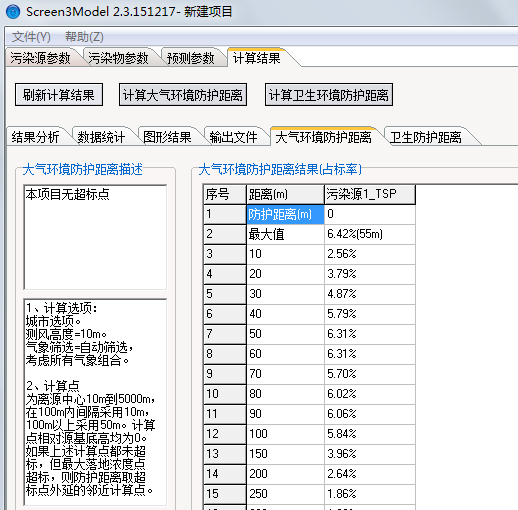 Screen3Model 2.3.151217- 新建项目
文件(Y) 帮助(Z)
污染源参数 污染物参数 预测参数 计算结果
刷新计算结果 计算大气环境防护距离 计算卫生环境防护距离
结果分析 数据统计 图形结果 输出文件 大气环境防护距离 卫生防护距离
大气环境防护距离描述
本项目无超标点
1、计算选项:
城市选项。
测风高度=10m。
气象筛选=自动筛选,
考虑所有气象组合。
2、计算点
为离源中心10m到5000m,
在100m内间隔采用10m,
100m以上采用50m。计算
点相对源基底高均为0。
如果上述计算点都未超
标，但最大落地浓度点
超标，则防护距离取超
标点外延的邻近计算点。
大气环境防护距离结果(占标率)
序号 距离(m) 污染源1_TSP
1 防护距离(m) 0
2 最大值 6.42%(55m)
3 10 2.56%
4 20 3.79%
5 30 4.87%
6 40 5.79%
7 50 6.31%
8 60 6.31%
9 70 5.70%
10 80 6.02%
11 90 6.06%
12 100 5.84%
13 150 3.96%
14 200 2.64%
15 250 1.86%